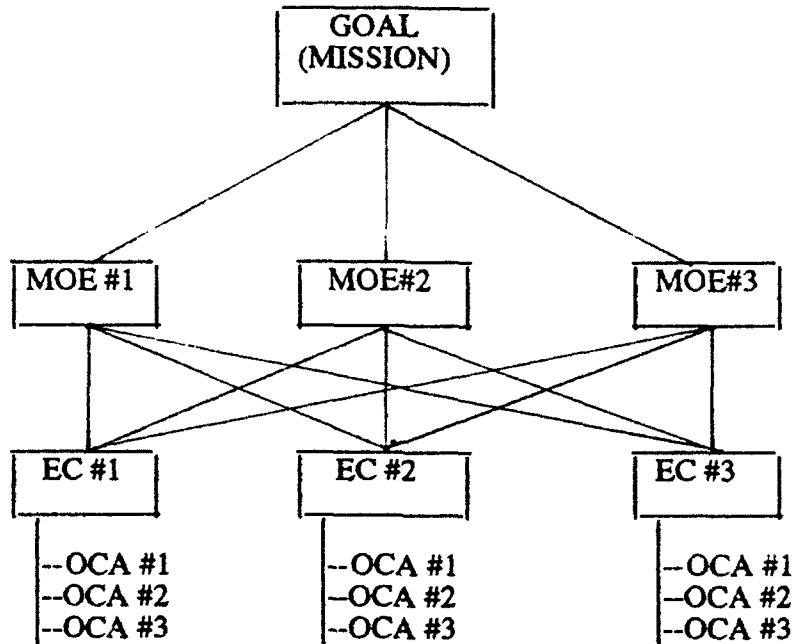 GOAL
(MISSION)
MOE #1
MOE#2
MOE#3
EC #1
EC #2
EC #3
--OCA #1
--OCA #2
--OCA #3
--OCA #1
--OCA #2
--OCA #3
--OCA #1
--OCA #2
--OCA #3